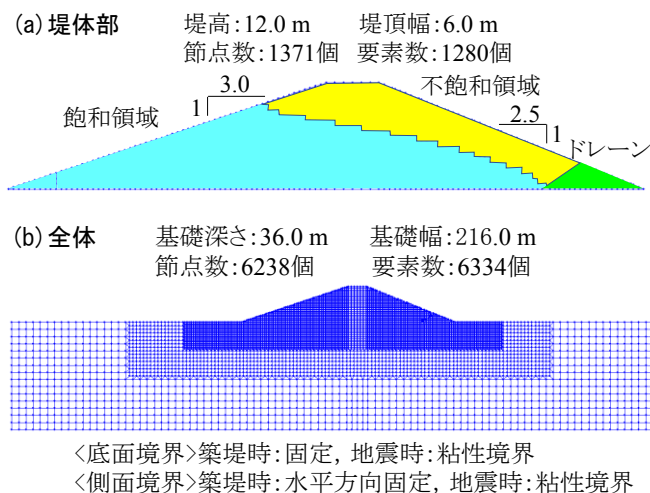 (a) 堤体部 堤高:12.0 m 堤頂幅:6.0 m
節点数:1371個 要素数:1280個
3.0
1
飽和領域
不飽和領域
2.5
1
ドレーン
(b) 全体 基礎深さ:36.0 m 基礎幅:216.0 m
節点数:6238個 要素数:6334個
<底面境界>築堤時:固定, 地震時:粘性境界
<側面境界>築堤時:水平方向固定, 地震時:粘性境界